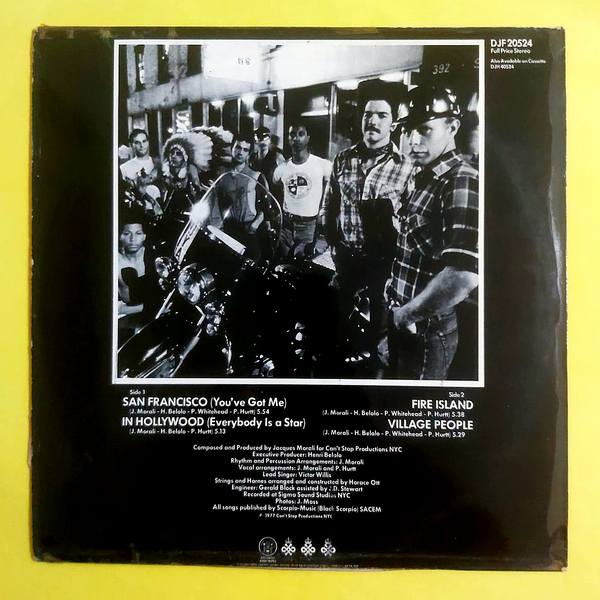 DJF 20524
Full Price Stereo
Also Available on Cassette
DJH 40524
392
Side 1
SAN FRANCISCO (You've Got Me)
(J. Morali - H. Belolo - P. Whitehead - P. Hurtt) 5.54
IN HOLLYWOOD (Everybody Is a Star)
(J. Morali - H. Belolo - P. Whitehead - P. Hurtt) 5.13
Side 2
FIRE ISLAND
(J. Morali - H. Belolo - P. Whitehead - P. Hurtt) 5.38
VILLAGE PEOPLE
(J. Morali - H. Belolo - P. Whitehead - P. Hurtt) 5.29
Composed and Produced by Jacques Morali for Can't Stop Productions NYC
Executive Producer: Henri Belolo
Rhythm and Percussion Arrangements: J. Morali
Vocal arrangements: J. Morali and P. Hurtt
Lead Singer: Victor Willis
Strings and Hornes arranged and constructed by Horace Ott
Engineer: Gerald Block assisted by J.D. Stewart
Recorded at Sigma Sound Studios NYC
Photos: J. Moss
All songs published by Scorpio-Music (Black Scorpio) SACEM
℗ 1977 Can't Stop Productions NYC